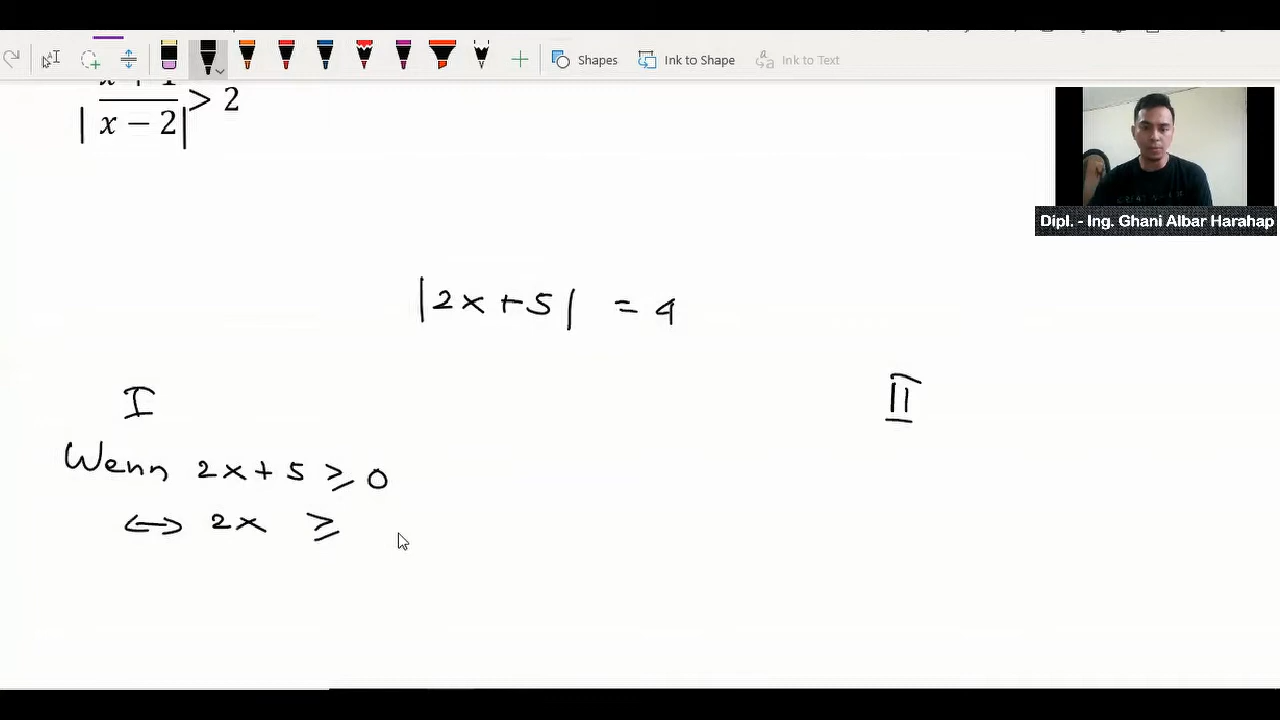 Shapes
Ink to Shape
Ink to Text
| x + 1 / x − 2 | > 2
Dipl. - Ing. Ghani Albar Harahap
|2x+5| = 4
I
II
Wenn 2x+5 ≥ 0
⟺ 2x ≥